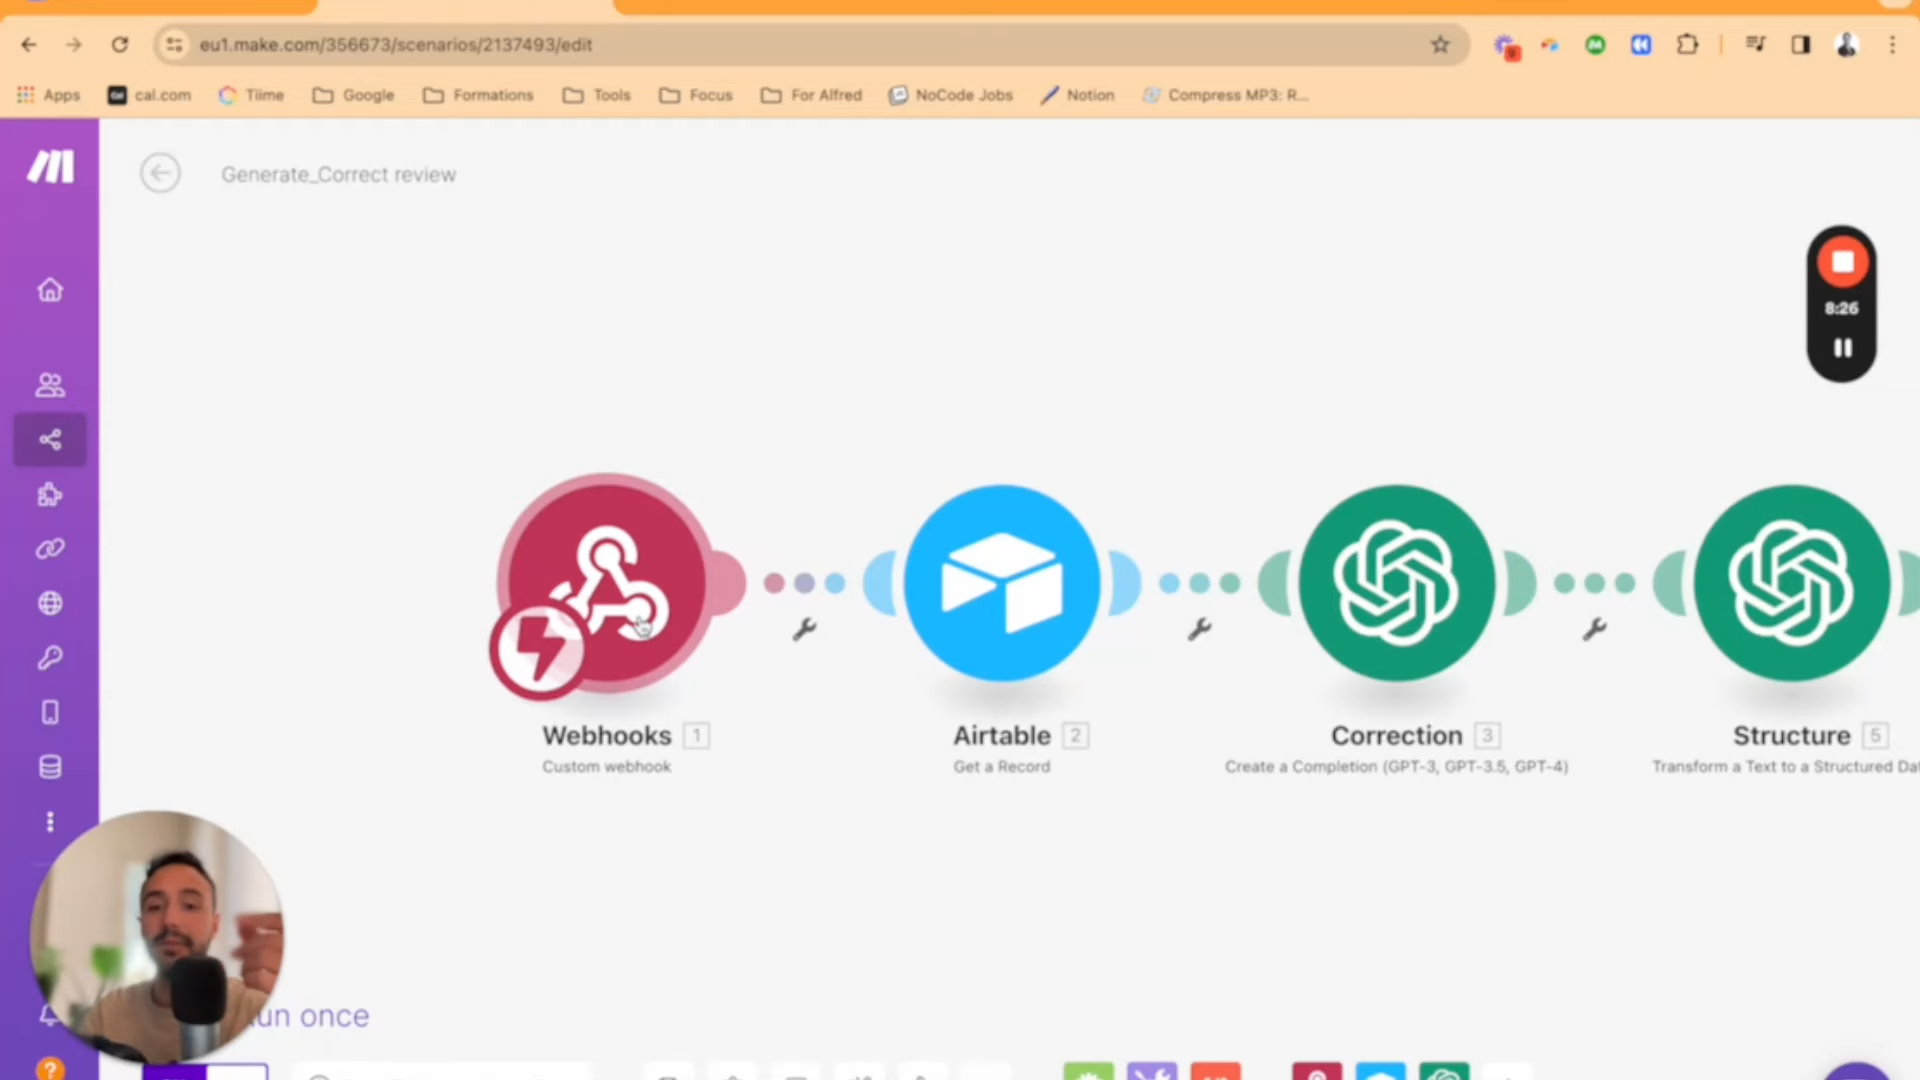 eu1.make.com/356673/scenarios/2137493/edit
Apps
cal.com
Tiime
Google
Formations
Tools
Focus
For Alfred
NoCode Jobs
Notion
Compress MP3: R...
Generate_Correct review
8:26
Webhooks 1
Custom webhook
Airtable 2
Get a Record
Correction 3
Create a Completion (GPT-3, GPT-3.5, GPT-4)
Structure 5
Transform a Text to a Structured Dat
un once
?